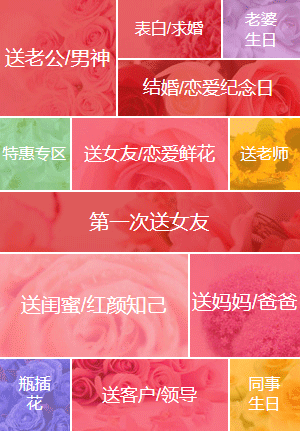 送老公/男神
表白/求婚
老婆
生日
结婚/恋爱纪念日
特惠专区
送女友/恋爱鲜花
送老师
第一次送女友
送闺蜜/红颜知己
送妈妈/爸爸
瓶插
花
送客户/领导
同事
生日